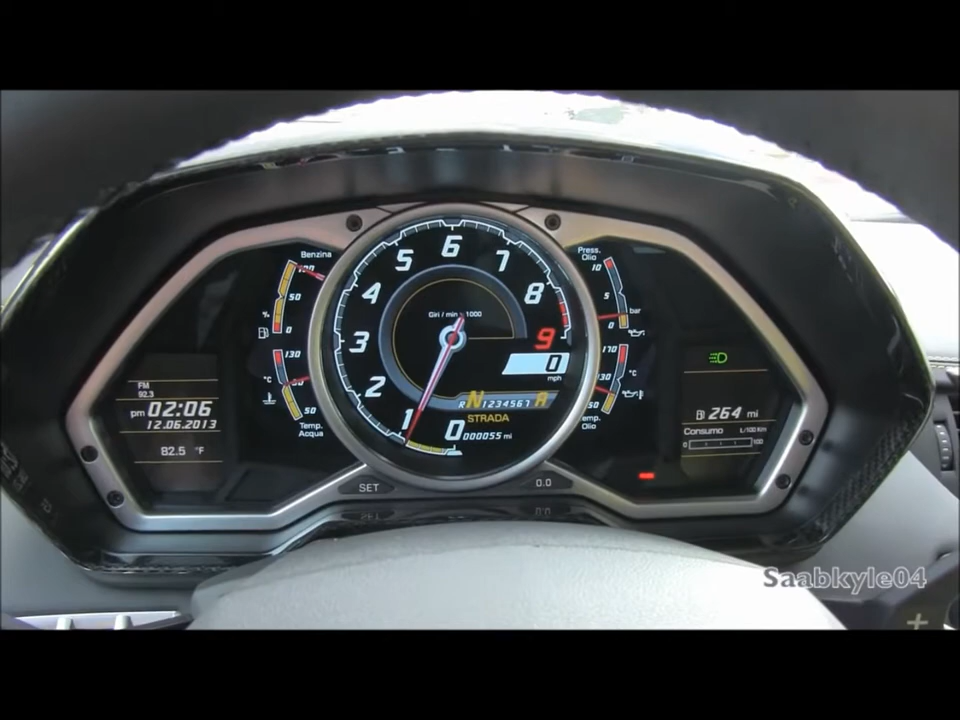 Benzina
100
50
%
0
130
90
°C
50
Temp.
Acqua
FM
92.3
pm 02:06
12.06.2013
82.5 °F
0 1 2 3 4 5 6 7 8 9
Giri / min x 1000
0
mph
R N 1234567 A
STRADA
000055 mi
SET
0.0
Press.
Olio
10
5
bar
0
170
°C
130
50
Temp.
Olio
264 mi
Consumo L/100 Km
0 100
Saabkyle04